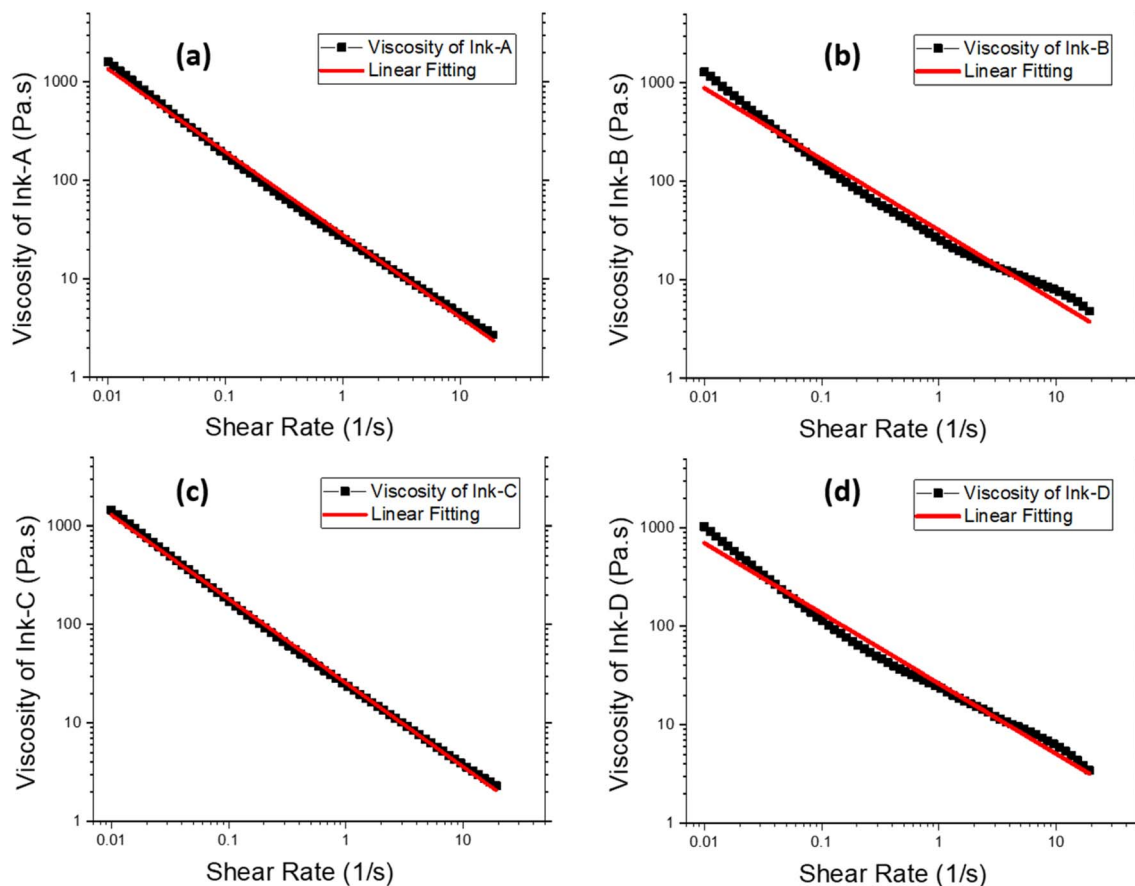 (a)
Viscosity of Ink-A
Linear Fitting
Viscosity of Ink-A (Pa.s)
1000
100
10
1
0.01 0.1 1 10
Shear Rate (1/s)
(b)
Viscosity of Ink-B
Linear Fitting
Viscosity of Ink-B (Pa.s)
1000
100
10
1
0.01 0.1 1 10
Shear Rate (1/s)
(c)
Viscosity of Ink-C
Linear Fitting
Viscosity of Ink-C (Pa.s)
1000
100
10
1
0.01 0.1 1 10
Shear Rate (1/s)
(d)
Viscosity of Ink-D
Linear Fitting
Viscosity of Ink-D (Pa.s)
1000
100
10
1
0.01 0.1 1 10
Shear Rate (1/s)